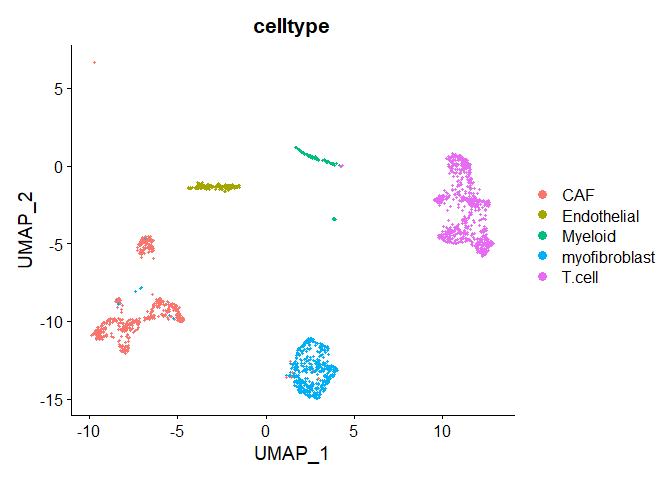 celltype
UMAP_2
5
0
-5
-10
-15
-10
-5
0
5
10
UMAP_1
CAF
Endothelial
Myeloid
myofibroblast
T.cell